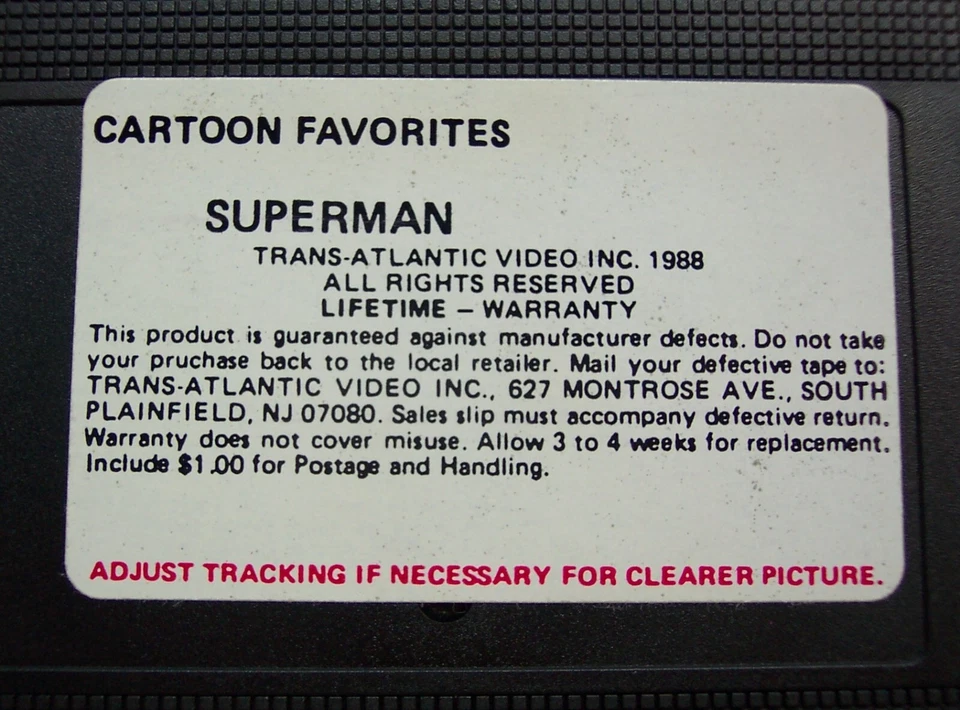 CARTOON FAVORITES
SUPERMAN
TRANS-ATLANTIC VIDEO INC. 1988
ALL RIGHTS RESERVED
LIFETIME – WARRANTY
This product is guaranteed against manufacturer defects. Do not take
your pruchase back to the local retailer. Mail your defective tape to:
TRANS-ATLANTIC VIDEO INC., 627 MONTROSE AVE., SOUTH
PLAINFIELD, NJ 07080. Sales slip must accompany defective return.
Warranty does not cover misuse. Allow 3 to 4 weeks for replacement.
Include $1.00 for Postage and Handling.
ADJUST TRACKING IF NECESSARY FOR CLEARER PICTURE.